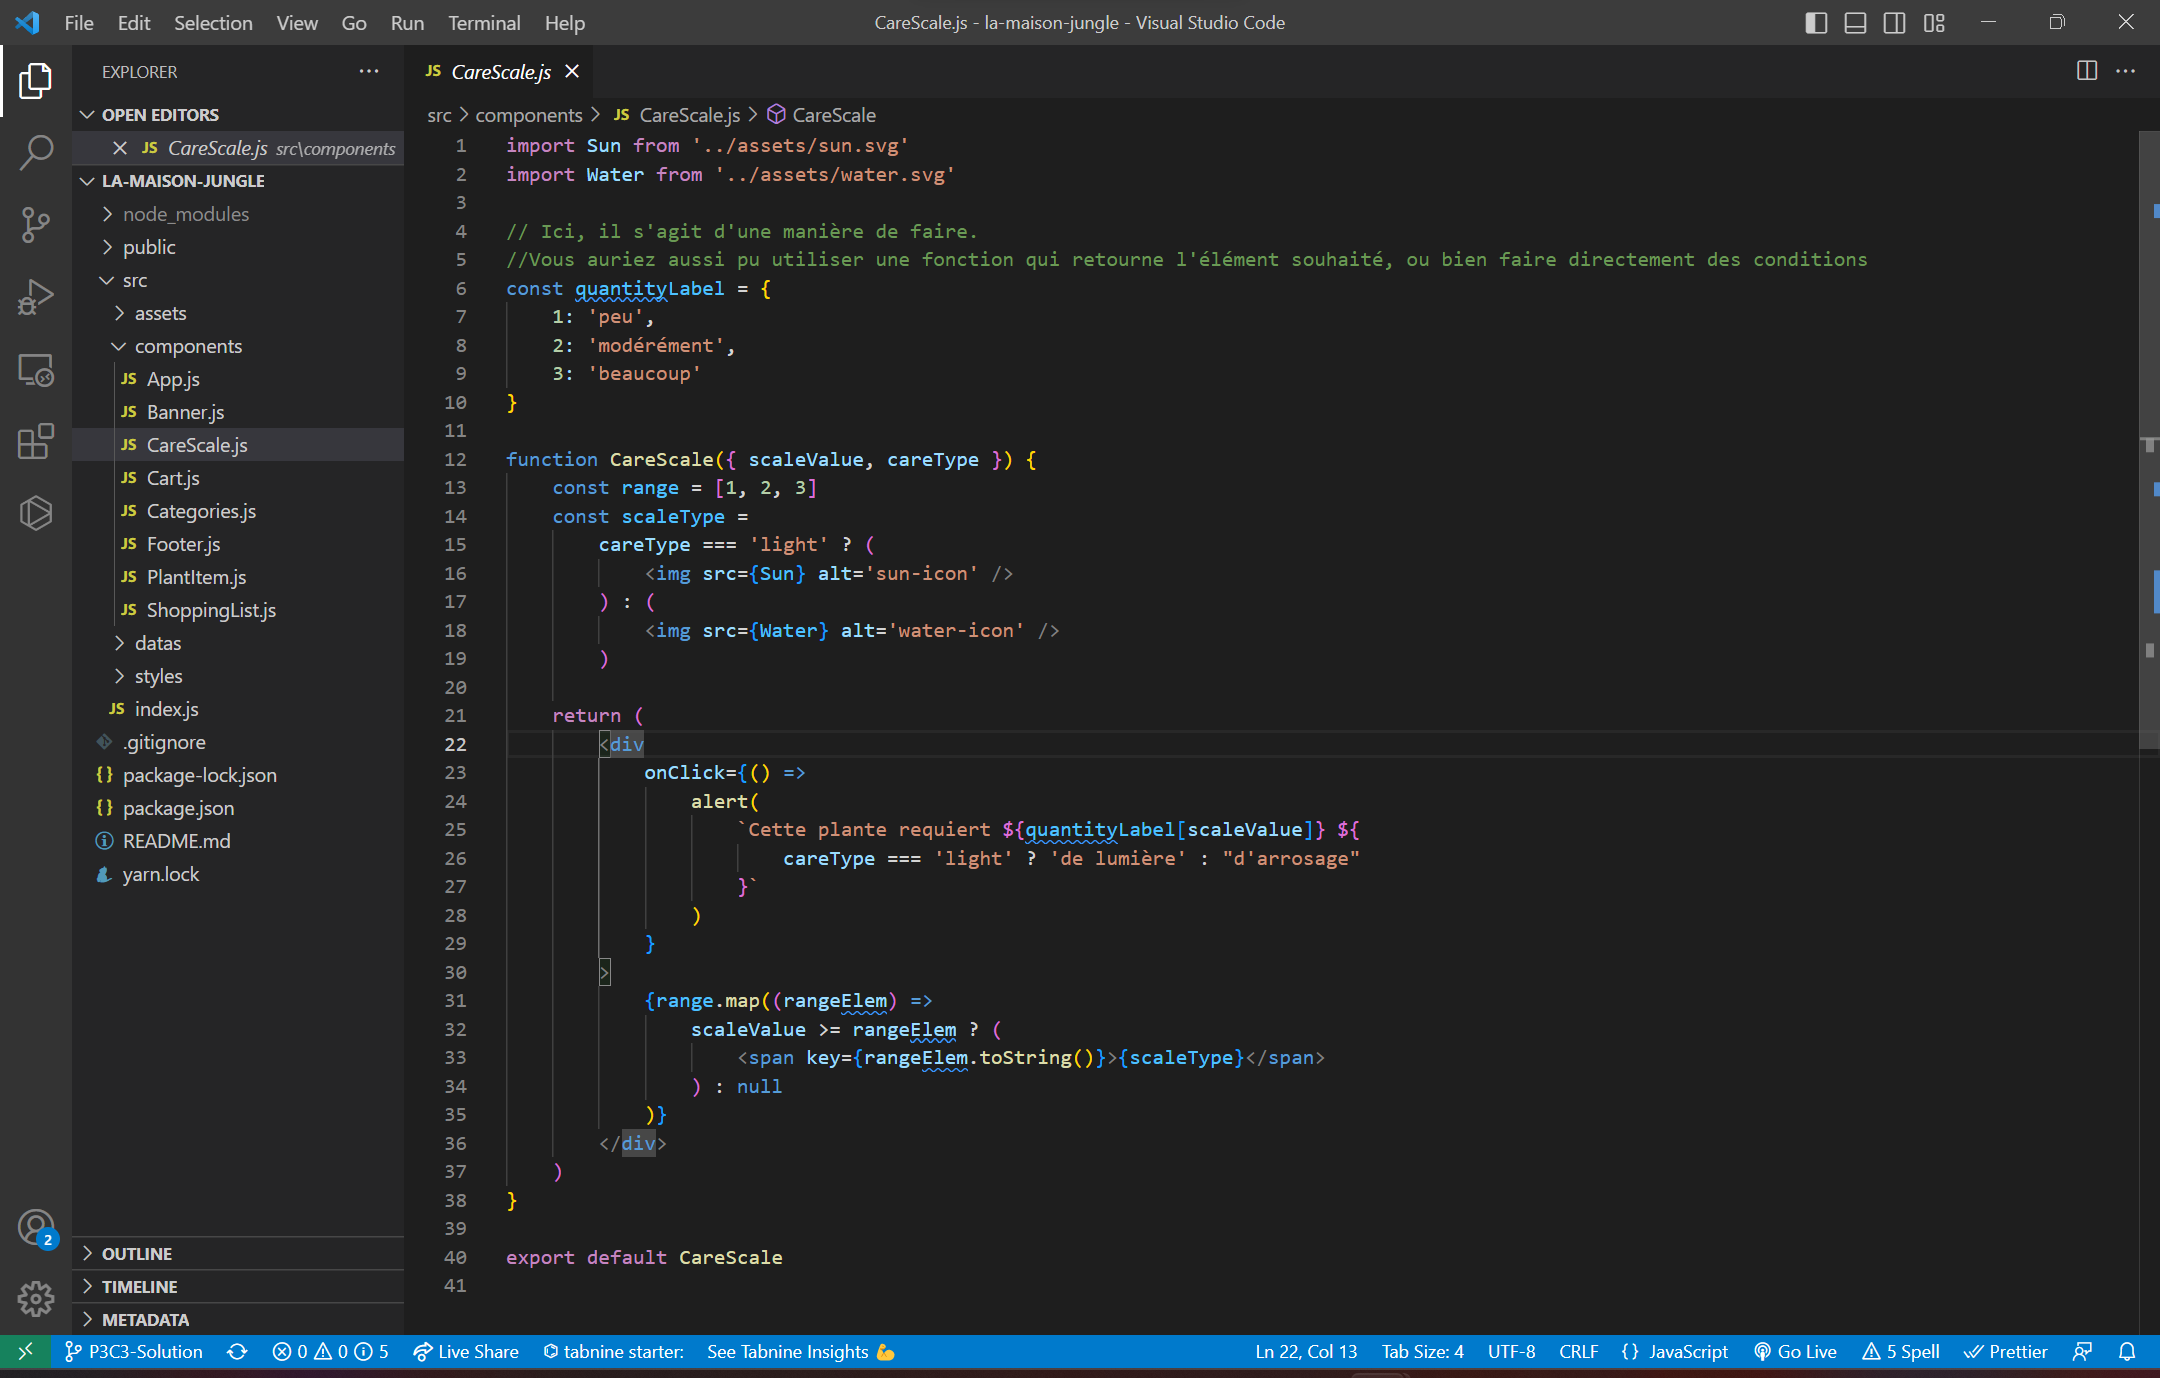 File Edit Selection View Go Run Terminal Help
CareScale.js - la-maison-jungle - Visual Studio Code
EXPLORER
OPEN EDITORS
JS CareScale.js src\components
LA-MAISON-JUNGLE
node_modules
public
src
assets
components
JS App.js
JS Banner.js
JS CareScale.js
JS Cart.js
JS Categories.js
JS Footer.js
JS PlantItem.js
JS ShoppingList.js
datas
styles
JS index.js
.gitignore
{} package-lock.json
{} package.json
README.md
yarn.lock
2
OUTLINE
TIMELINE
METADATA
JS CareScale.js
src > components > JS CareScale.js > CareScale
1 import Sun from '../assets/sun.svg'
2 import Water from '../assets/water.svg'
3
4 // Ici, il s'agit d'une manière de faire.
5 //Vous auriez aussi pu utiliser une fonction qui retourne l'élément souhaité, ou bien faire directement des conditions
6 const quantityLabel = {
7 1: 'peu',
8 2: 'modérément',
9 3: 'beaucoup'
10 }
11
12 function CareScale({ scaleValue, careType }) {
13 const range = [1, 2, 3]
14 const scaleType =
15 careType === 'light' ? (
16 <img src={Sun} alt='sun-icon' />
17 ) : (
18 <img src={Water} alt='water-icon' />
19 )
20
21 return (
22 <div
23 onClick={() =>
24 alert(
25 `Cette plante requiert ${quantityLabel[scaleValue]} ${
26 careType === 'light' ? 'de lumière' : "d'arrosage"
27 }`
28 )
29 }
30 >
31 {range.map((rangeElem) =>
32 scaleValue >= rangeElem ? (
33 <span key={rangeElem.toString()}>{scaleType}</span>
34 ) : null
35 )}
36 </div>
37 )
38 }
39
40 export default CareScale
41
P3C3-Solution 0 0 5 Live Share tabnine starter: See Tabnine Insights 💪 Ln 22, Col 13 Tab Size: 4 UTF-8 CRLF {} JavaScript Go Live 5 Spell Prettier